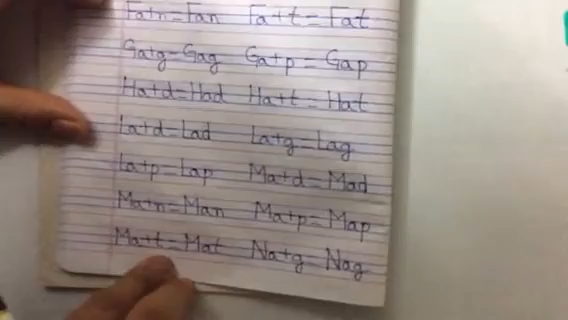 Fa+n=Fan Fa+t=Fat
Ga+g=Gag Ga+p=Gap
Ha+d=Had Ha+t=Hat
La+d=Lad La+g=Lag
La+p=Lap Ma+d=Mad
Ma+n=Man Ma+p=Map
Ma+t=Mat Na+g=Nag